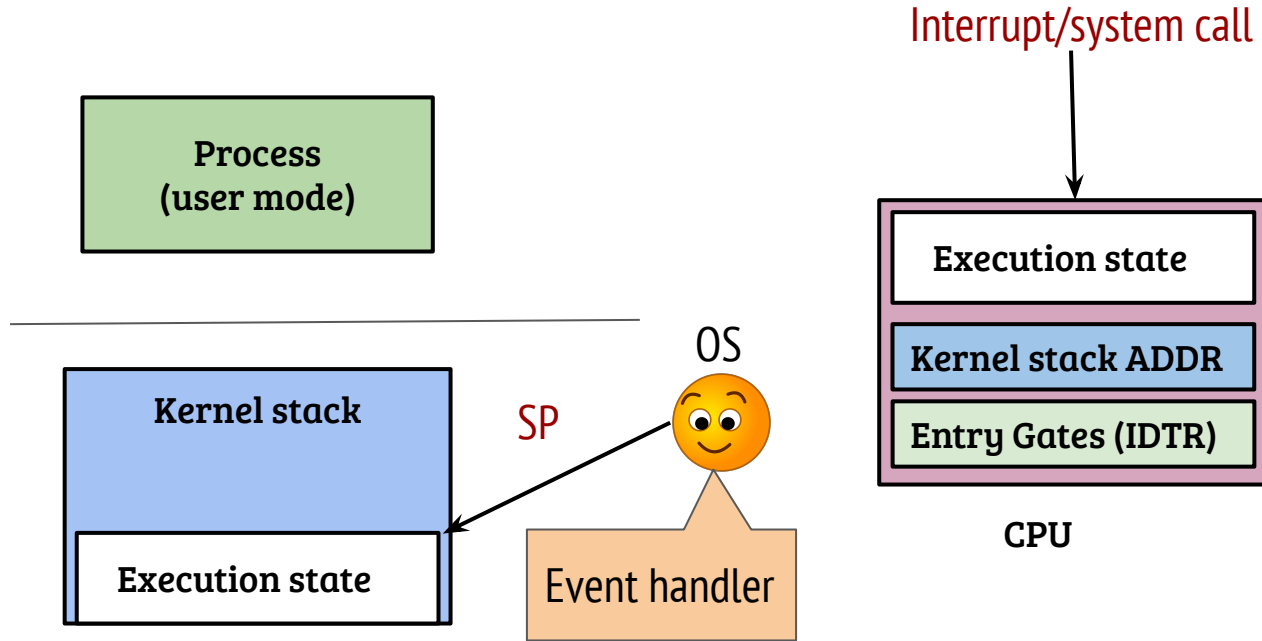 Interrupt/system call
Process
(user mode)
Execution state
Kernel stack ADDR
Entry Gates (IDTR)
CPU
OS
Kernel stack
SP
Execution state
Event handler